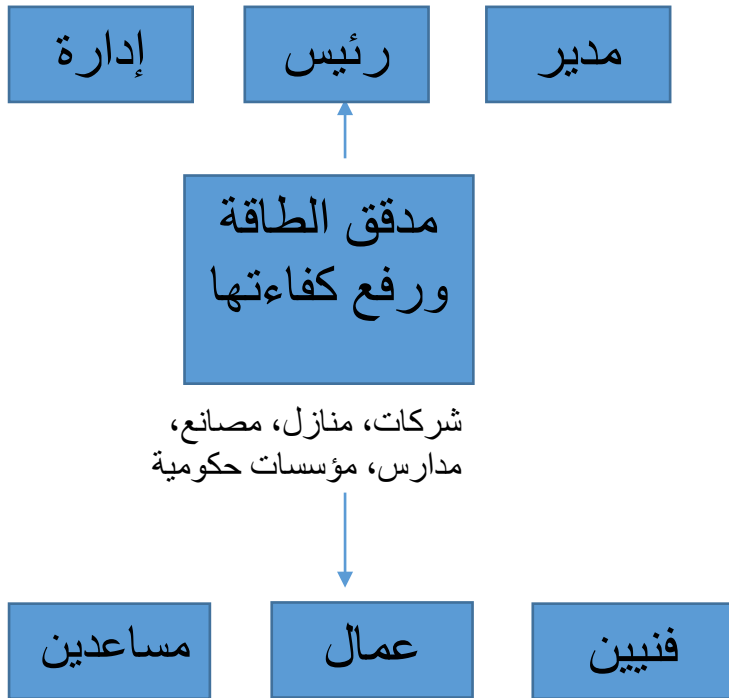 مدير
رئيس
إدارة
مدقق الطاقة
ورفع كفاءتها
شركات، منازل، مصانع،
مدارس، مؤسسات حكومية
فنيين
عمال
مساعدين